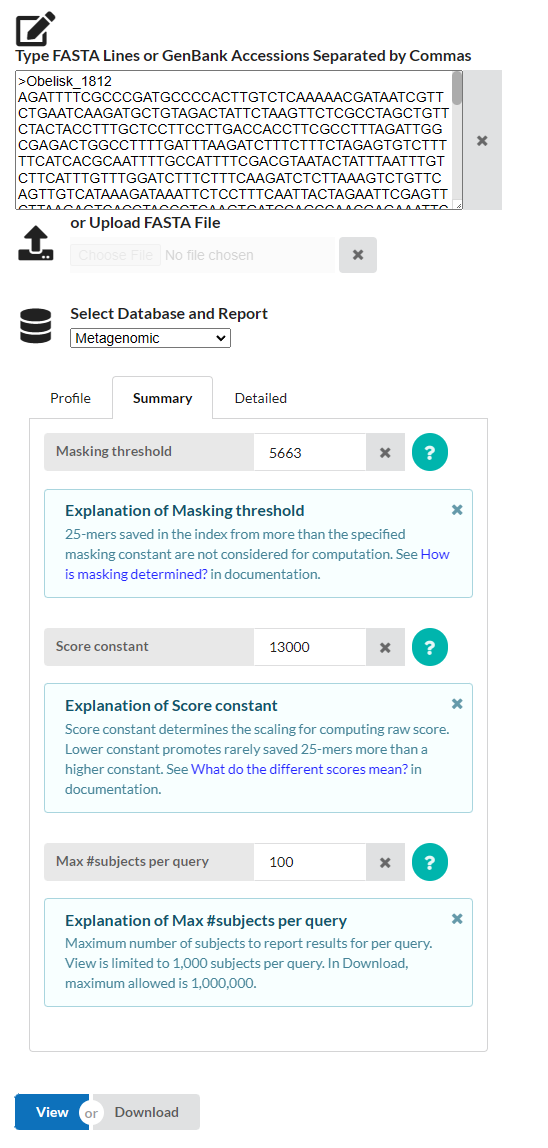 Type FASTA Lines or GenBank Accessions Separated by Commas
>Obelisk_1812
AGATTTTCGCCCGATGCCCCACTTGTCTCAAAAACGATAATCGTT
CTGAATCAAGATGCTGTAGACTATTCTAAGTTCTCGCCTAGCTGTT
CTACTACCTTTGCTCCTTCCTTGACCACCTTCGCCTTTAGATTGG
CGAGACTGGCCTTTTGATTTAAGATCTTTCTTTCTAGAGTGTCTTT
TTCATCACGCAATTTTGCCATTTTCGACGTAATACTATTTAATTTGT
CTTCATTTGTTTGGATCTTTCTTTCAAGATCTCTTAAAGTCTGTTC
AGTTGTCATAAAGATAAATTCTCCTTTCAATTACTAGAATTCGAGTT
or Upload FASTA File
Choose File No file chosen
Select Database and Report
Metagenomic
Profile Summary Detailed
Masking threshold 5663 ?
Explanation of Masking threshold
25-mers saved in the index from more than the specified
masking constant are not considered for computation. See How
is masking determined? in documentation.
Score constant 13000 ?
Explanation of Score constant
Score constant determines the scaling for computing raw score.
Lower constant promotes rarely saved 25-mers more than a
higher constant. See What do the different scores mean? in
documentation.
Max #subjects per query 100 ?
Explanation of Max #subjects per query
Maximum number of subjects to report results for per query.
View is limited to 1,000 subjects per query. In Download,
maximum allowed is 1,000,000.
View or Download